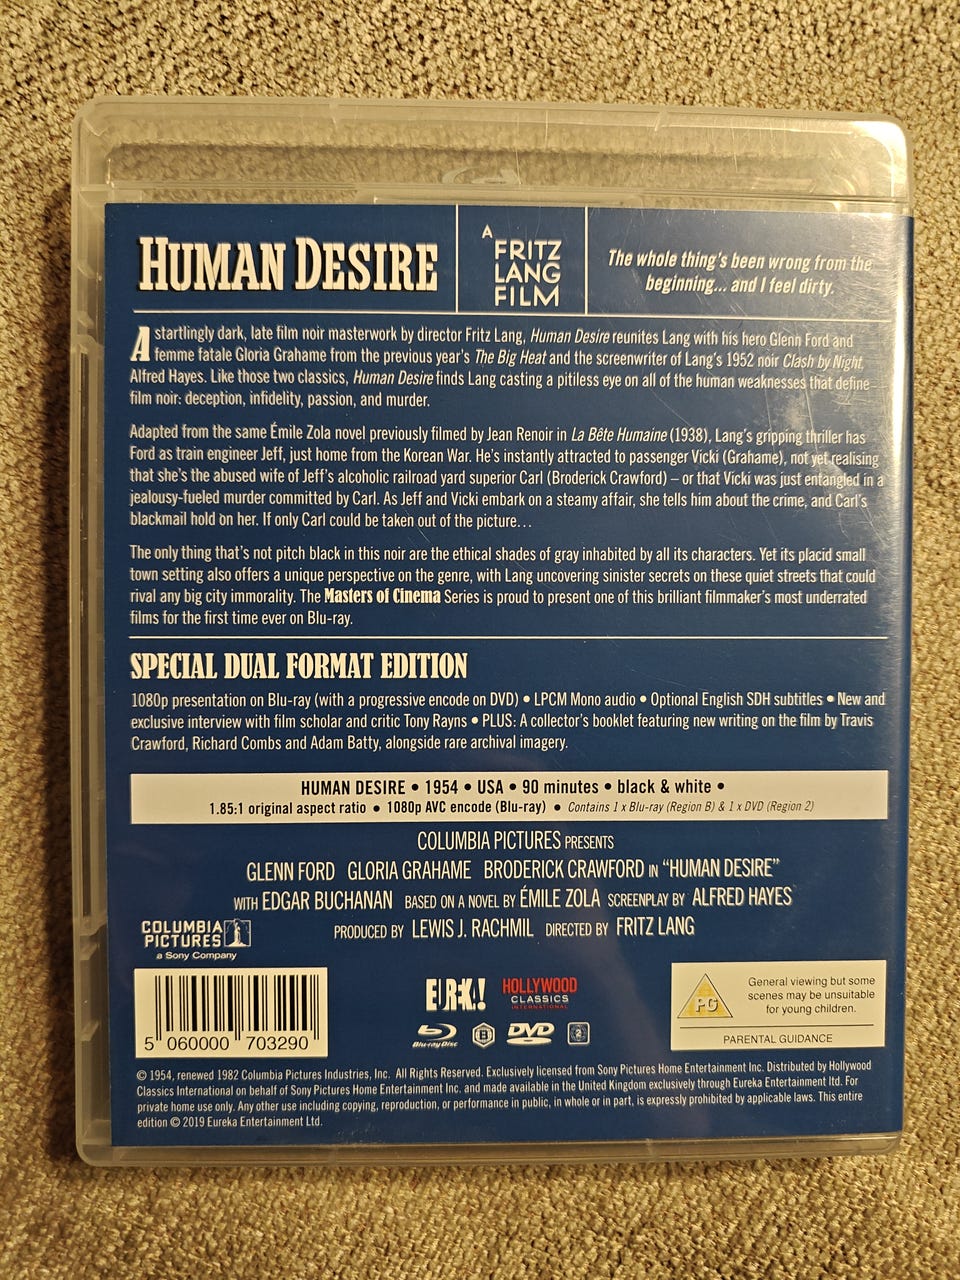 HUMAN DESIRE
A
FRITZ
LANG
FILM
The whole thing's been wrong from the
beginning... and I feel dirty.
A startlingly dark, late film noir masterwork by director Fritz Lang, Human Desire reunites Lang with his hero Glenn Ford and
femme fatale Gloria Grahame from the previous year's The Big Heat and the screenwriter of Lang's 1952 noir Clash by Night,
Alfred Hayes. Like those two classics, Human Desire finds Lang casting a pitiless eye on all of the human weaknesses that define
film noir: deception, infidelity, passion, and murder.
Adapted from the same Émile Zola novel previously filmed by Jean Renoir in La Bête Humaine (1938), Lang's gripping thriller has
Ford as train engineer Jeff, just home from the Korean War. He's instantly attracted to passenger Vicki (Grahame), not yet realising
that she's the abused wife of Jeff's alcoholic railroad yard superior Carl (Broderick Crawford) – or that Vicki was just entangled in a
jealousy-fueled murder committed by Carl. As Jeff and Vicki embark on a steamy affair, she tells him about the crime, and Carl's
blackmail hold on her. If only Carl could be taken out of the picture...
The only thing that's not pitch black in this noir are the ethical shades of gray inhabited by all its characters. Yet its placid small
town setting also offers a unique perspective on the genre, with Lang uncovering sinister secrets on these quiet streets that could
rival any big city immorality. The Masters of Cinema Series is proud to present one of this brilliant filmmaker's most underrated
films for the first time ever on Blu-ray.
SPECIAL DUAL FORMAT EDITION
1080p presentation on Blu-ray (with a progressive encode on DVD) • LPCM Mono audio • Optional English SDH subtitles • New and
exclusive interview with film scholar and critic Tony Rayns • PLUS: A collector's booklet featuring new writing on the film by Travis
Crawford, Richard Combs and Adam Batty, alongside rare archival imagery.
HUMAN DESIRE • 1954 • USA • 90 minutes • black & white •
1.85:1 original aspect ratio • 1080p AVC encode (Blu-ray) • Contains 1 x Blu-ray (Region B) & 1 x DVD (Region 2)
COLUMBIA PICTURES PRESENTS
GLENN FORD GLORIA GRAHAME BRODERICK CRAWFORD IN "HUMAN DESIRE"
WITH EDGAR BUCHANAN BASED ON A NOVEL BY ÉMILE ZOLA SCREENPLAY BY ALFRED HAYES
PRODUCED BY LEWIS J. RACHMIL DIRECTED BY FRITZ LANG
COLUMBIA
PICTURES
a Sony Company
5 060000 703290
EUREKA!
HOLLYWOOD
CLASSICS
INTERNATIONAL
Blu-ray Disc
B
DVD
2
PG
General viewing but some
scenes may be unsuitable
for young children.
PARENTAL GUIDANCE
© 1954, renewed 1982 Columbia Pictures Industries, Inc. All Rights Reserved. Exclusively licensed from Sony Pictures Home Entertainment Inc. Distributed by Hollywood
Classics International on behalf of Sony Pictures Home Entertainment Inc. and made available in the United Kingdom exclusively through Eureka Entertainment ltd. For
private home use only. Any other use including copying, reproduction, or performance in public, in whole or in part, is expressly prohibited by applicable laws. This entire
edition © 2019 Eureka Entertainment Ltd.